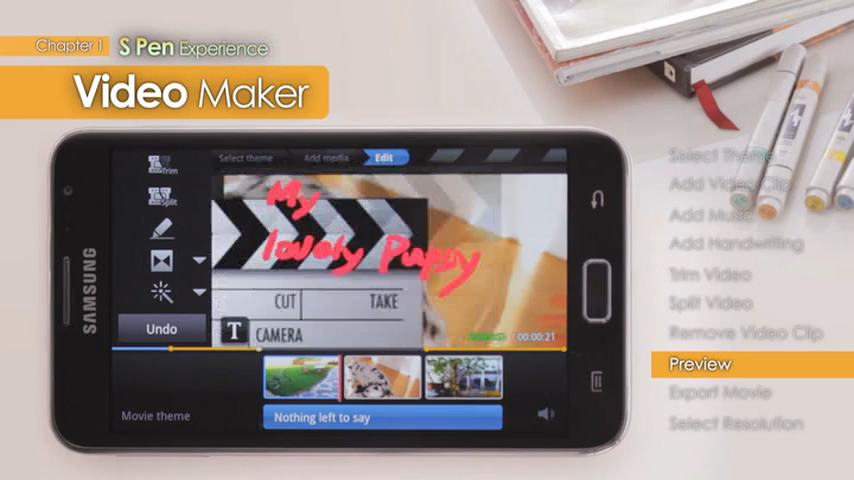 Chapter 1 S Pen Experience
Video Maker
Select theme Add media Edit
Trim
Split
Undo
My
lovely Puppy
CUT TAKE
T CAMERA
/ 00:00:21
Movie theme
Nothing left to say
SAMSUNG
Select Theme
Add Video Clip
Add Music
Add Handwriting
Trim Video
Split Video
Remove Video Clip
Preview
Export Movie
Select Resolution